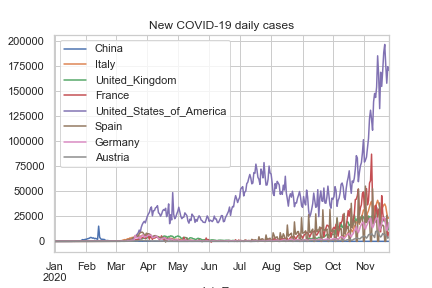 New COVID-19 daily cases
200000
175000
150000
125000
100000
75000
50000
25000
0
China
Italy
United_Kingdom
France
United_States_of_America
Spain
Germany
Austria
Jan Feb Mar Apr May Jun Jul Aug Sep Oct Nov
2020